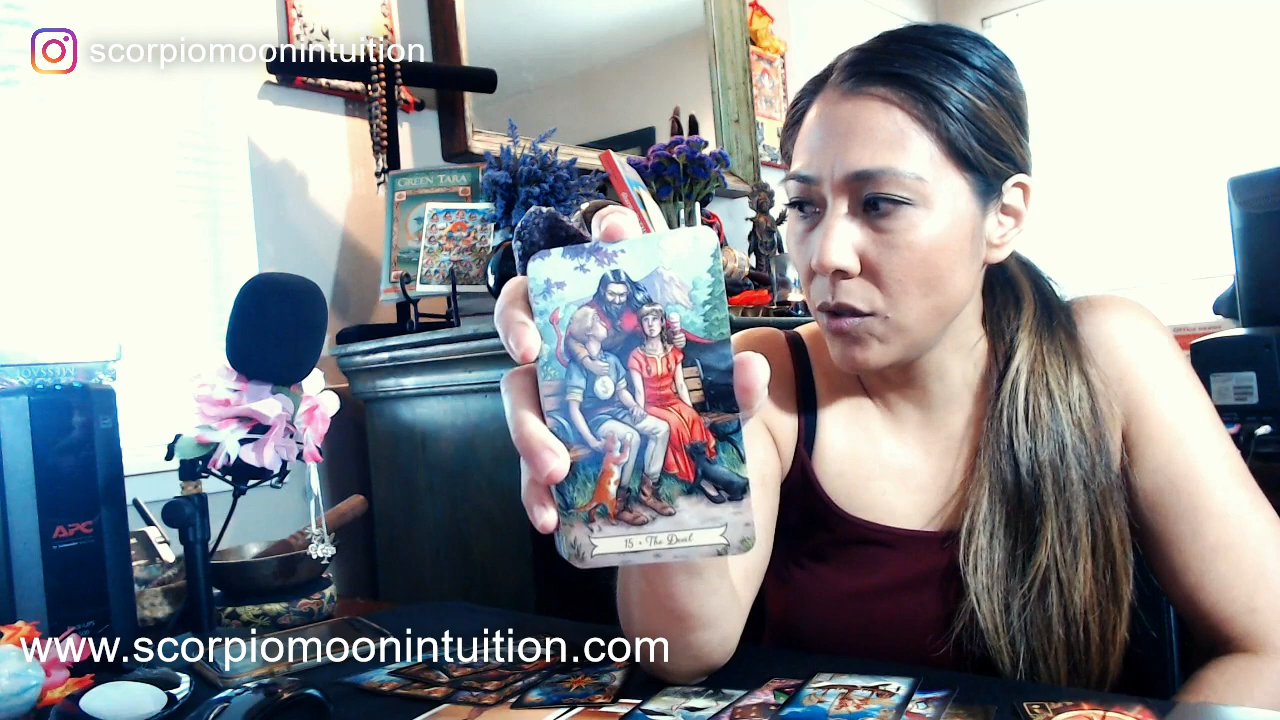 scorpiomoonintuition
GREEN TARA
APC
15 • The Devil
www.scorpiomoonintuition.com